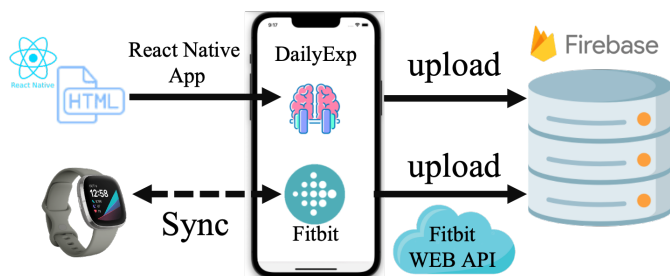 React Native
HTML
React Native
App
9:17
DailyExp
upload
Firebase
12:58
Sync
Fitbit
upload
Fitbit
WEB API